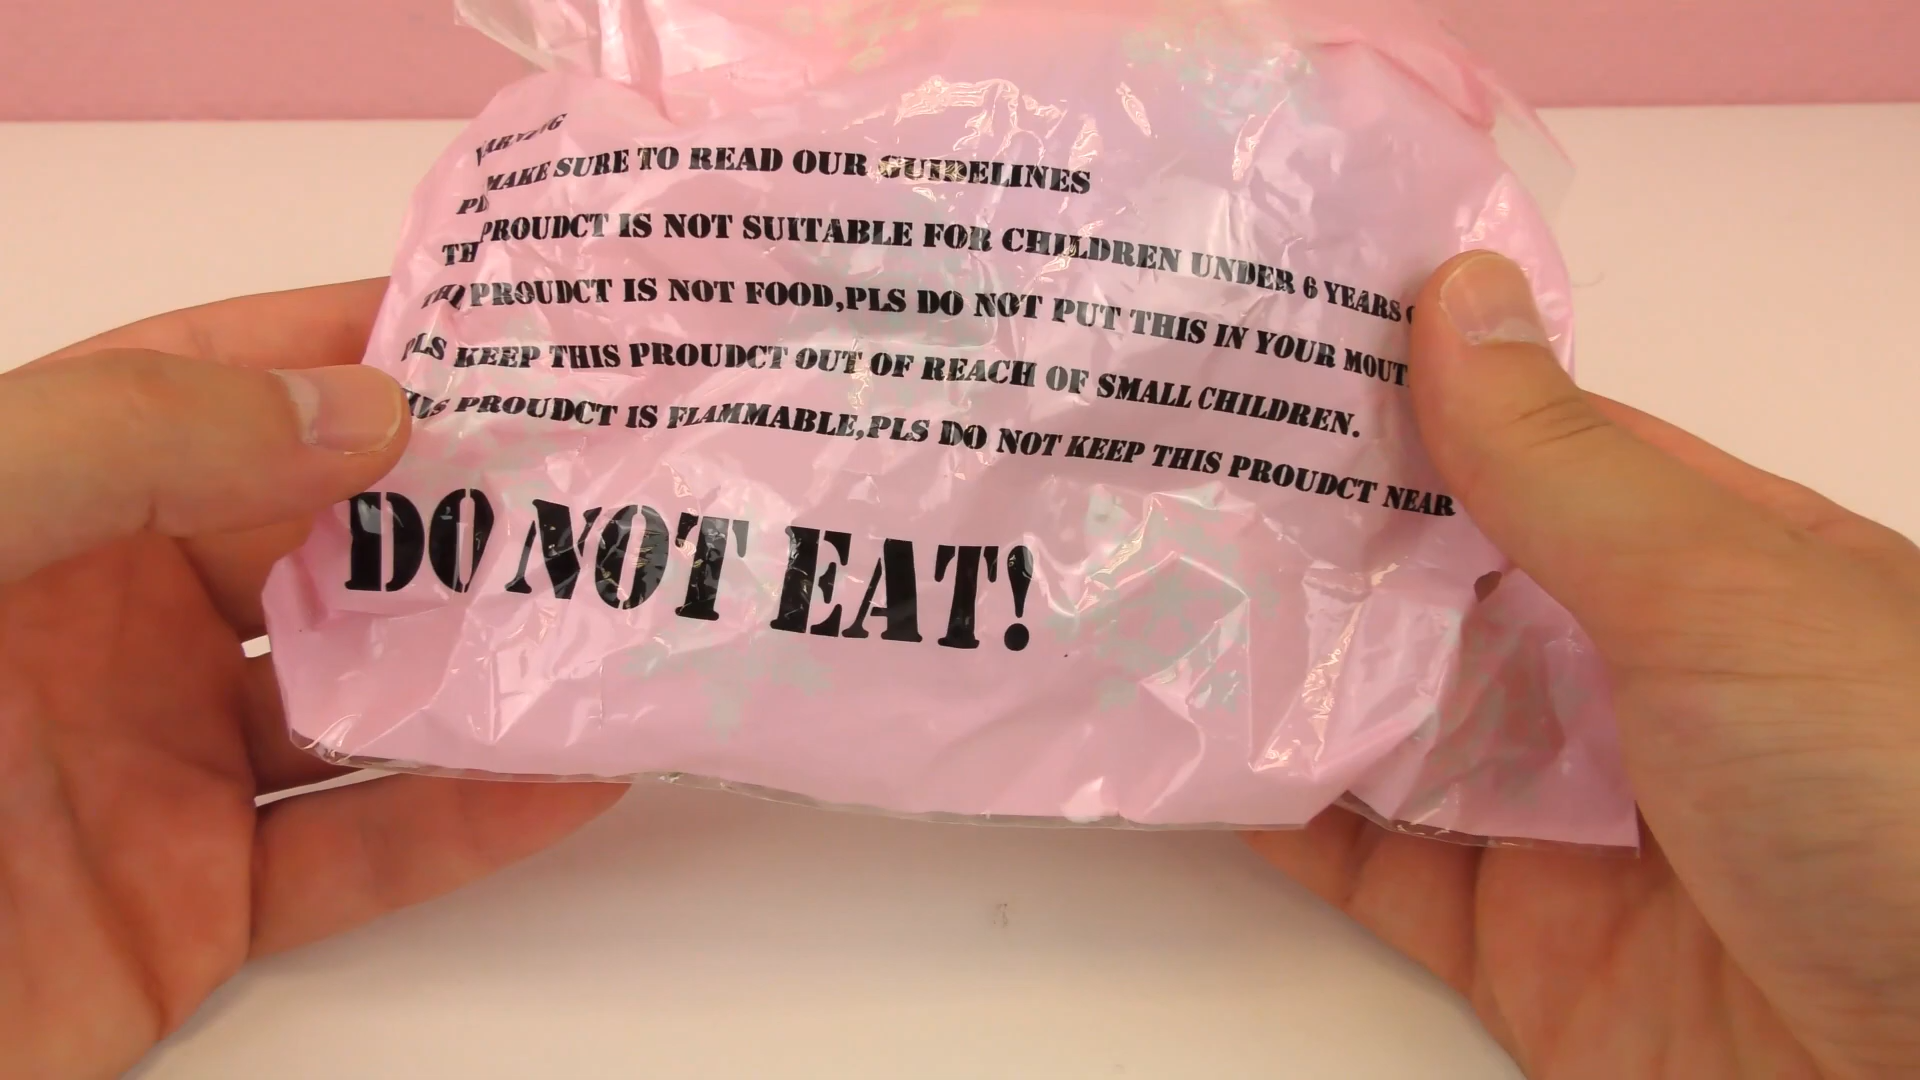 MAKE SURE TO READ OUR GUIDELINES
PROUDCT IS NOT SUITABLE FOR CHILDREN UNDER 6 YEARS
PROUDCT IS NOT FOOD,PLS DO NOT PUT THIS IN YOUR
PLS KEEP THIS PROUDCT OUT OF REACH OF SMALL CHILDREN.
PROUDCT IS FLAMMABLE,PLS DO NOT KEEP THIS PROUDCT NEAR
DO NOT EAT!